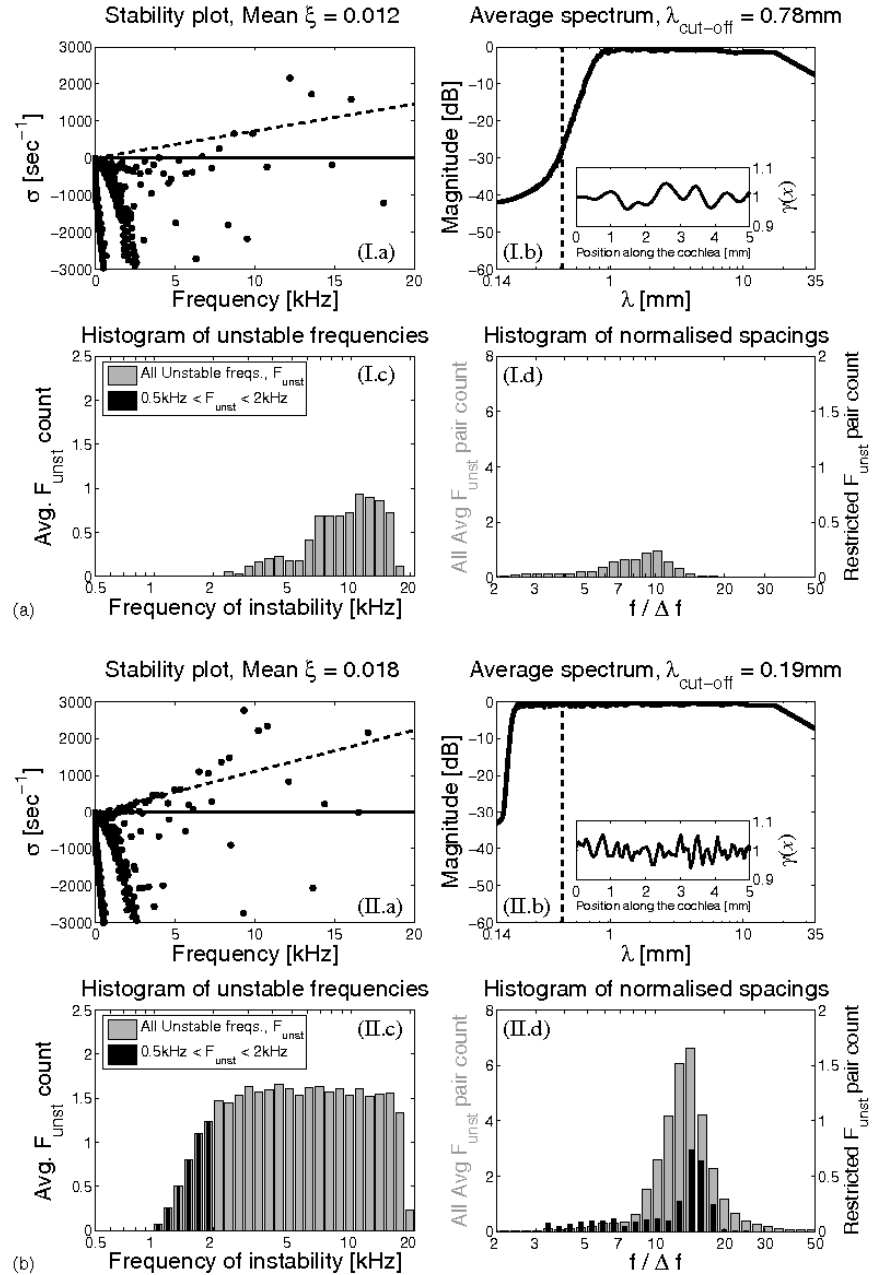 Stability plot, Mean ξ = 0.012
3000
2000
1000
0
−1000
−2000
−3000
σ [sec⁻¹]
0 5 10 15 20
Frequency [kHz]
(I.a)
Average spectrum, λcut−off = 0.78mm
0
−10
−20
−30
−40
−50
−60
Magnitude [dB]
0.14 1 10 35
λ [mm]
(I.b)
1.1
1
0.9
γ(x)
0 1 2 3 4 5
Position along the cochlea [mm]
Histogram of unstable frequencies
2.5
2
1.5
1
0.5
0
Avg. Funst count
All Unstable freqs., Funst
0.5kHz < Funst < 2kHz
(I.c)
0.5 1 2 5 10 20
Frequency of instability [kHz]
Histogram of normalised spacings
8
6
4
2
0
All Avg Funst pair count
(I.d)
2
1.5
1
0.5
0
Restricted Funst pair count
2 3 5 7 10 20 30 50
f / Δ f
(a)
Stability plot, Mean ξ = 0.018
3000
2000
1000
0
−1000
−2000
−3000
σ [sec⁻¹]
0 5 10 15 20
Frequency [kHz]
(II.a)
Average spectrum, λcut−off = 0.19mm
0
−10
−20
−30
−40
−50
−60
Magnitude [dB]
0.14 1 10 35
λ [mm]
(II.b)
1.1
1
0.9
γ(x)
0 1 2 3 4 5
Position along the cochlea [mm]
Histogram of unstable frequencies
2.5
2
1.5
1
0.5
0
Avg. Funst count
All Unstable freqs., Funst
0.5kHz < Funst < 2kHz
(II.c)
0.5 1 2 5 10 20
Frequency of instability [kHz]
Histogram of normalised spacings
8
6
4
2
0
All Avg Funst pair count
(II.d)
2
1.5
1
0.5
0
Restricted Funst pair count
2 3 5 7 10 20 30 50
f / Δ f
(b)